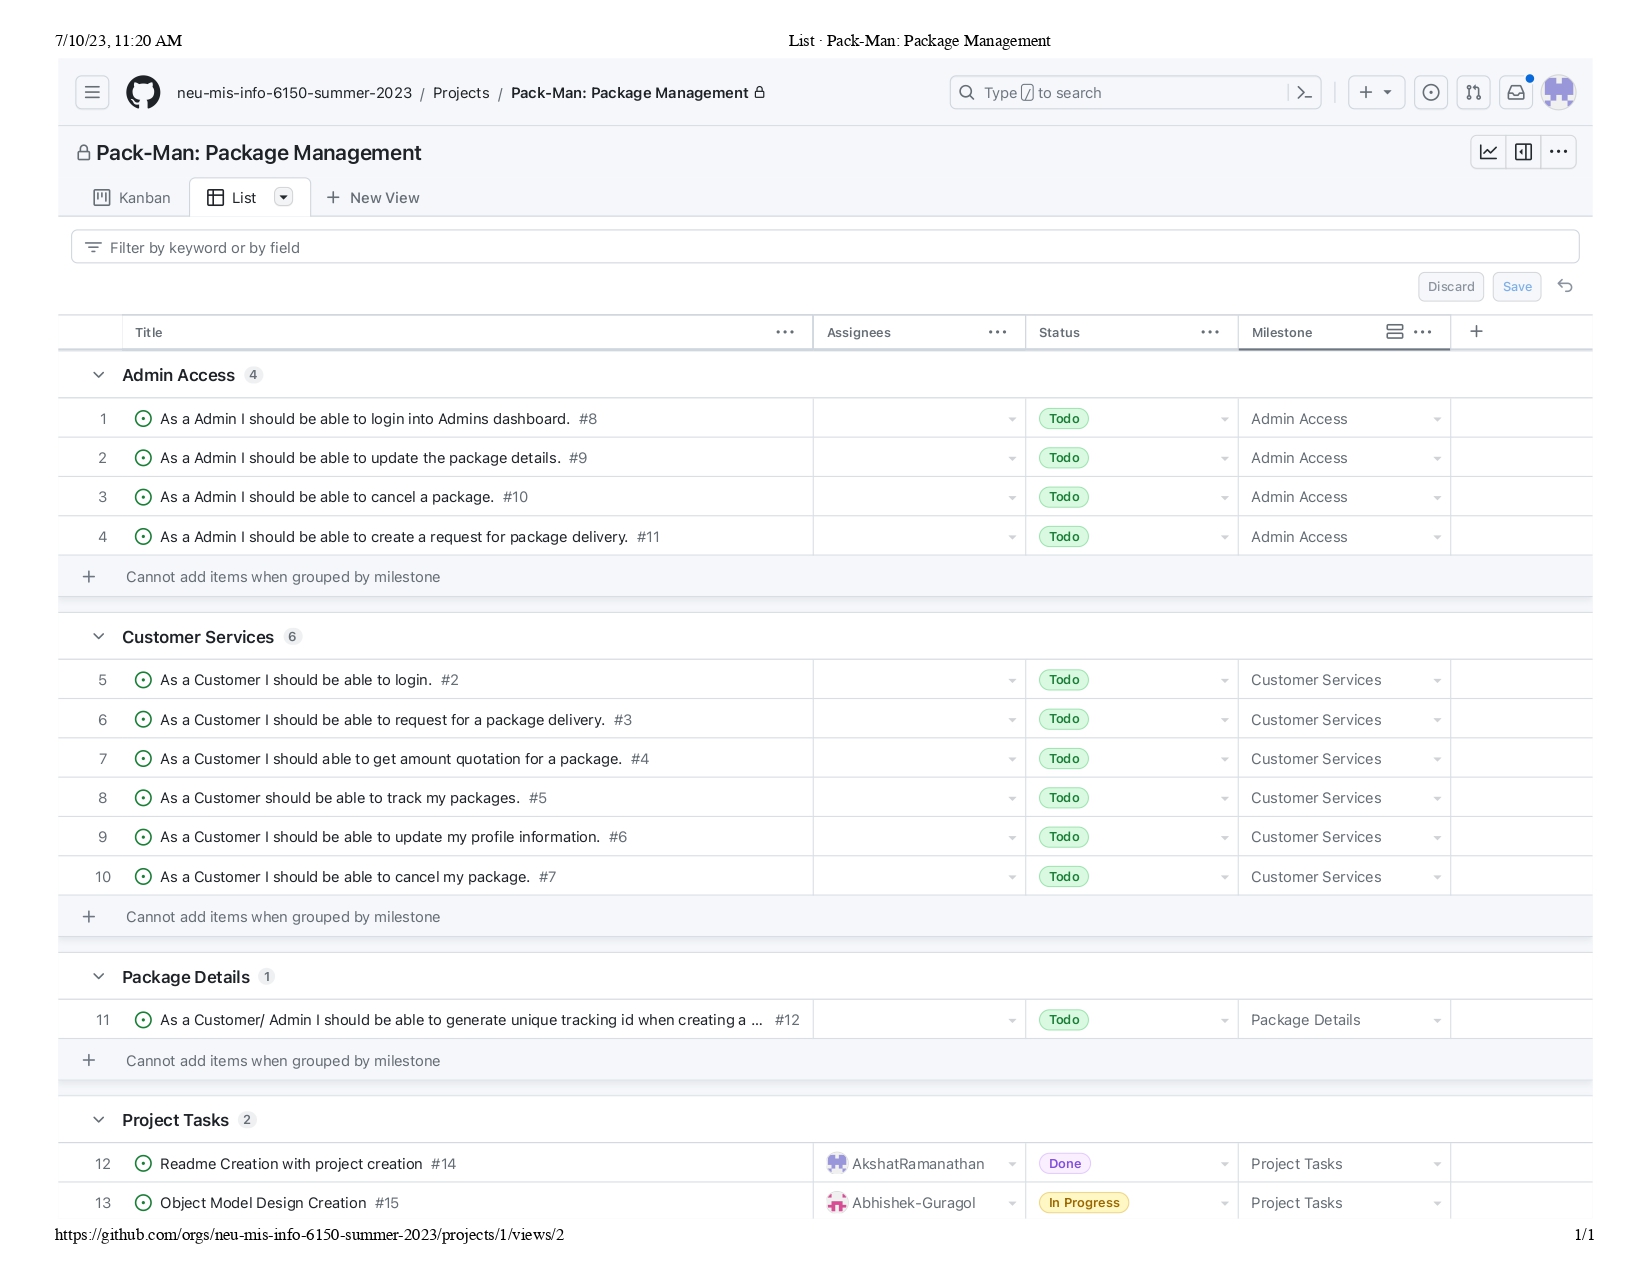 7/10/23, 11:20 AM List · Pack-Man: Package Management
neu-mis-info-6150-summer-2023 / Projects / Pack-Man: Package Management Type / to search
Pack-Man: Package Management
Kanban List New View
Filter by keyword or by field
Discard Save
Title Assignees Status Milestone
Admin Access 4
1 As a Admin I should be able to login into Admins dashboard. #8 Todo Admin Access
2 As a Admin I should be able to update the package details. #9 Todo Admin Access
3 As a Admin I should be able to cancel a package. #10 Todo Admin Access
4 As a Admin I should be able to create a request for package delivery. #11 Todo Admin Access
Cannot add items when grouped by milestone
Customer Services 6
5 As a Customer I should be able to login. #2 Todo Customer Services
6 As a Customer I should be able to request for a package delivery. #3 Todo Customer Services
7 As a Customer I should able to get amount quotation for a package. #4 Todo Customer Services
8 As a Customer should be able to track my packages. #5 Todo Customer Services
9 As a Customer I should be able to update my profile information. #6 Todo Customer Services
10 As a Customer I should be able to cancel my package. #7 Todo Customer Services
Cannot add items when grouped by milestone
Package Details 1
11 As a Customer/ Admin I should be able to generate unique tracking id when creating a ... #12 Todo Package Details
Cannot add items when grouped by milestone
Project Tasks 2
12 Readme Creation with project creation #14 AkshatRamanathan Done Project Tasks
13 Object Model Design Creation #15 Abhishek-Guragol In Progress Project Tasks
https://github.com/orgs/neu-mis-info-6150-summer-2023/projects/1/views/2 1/1